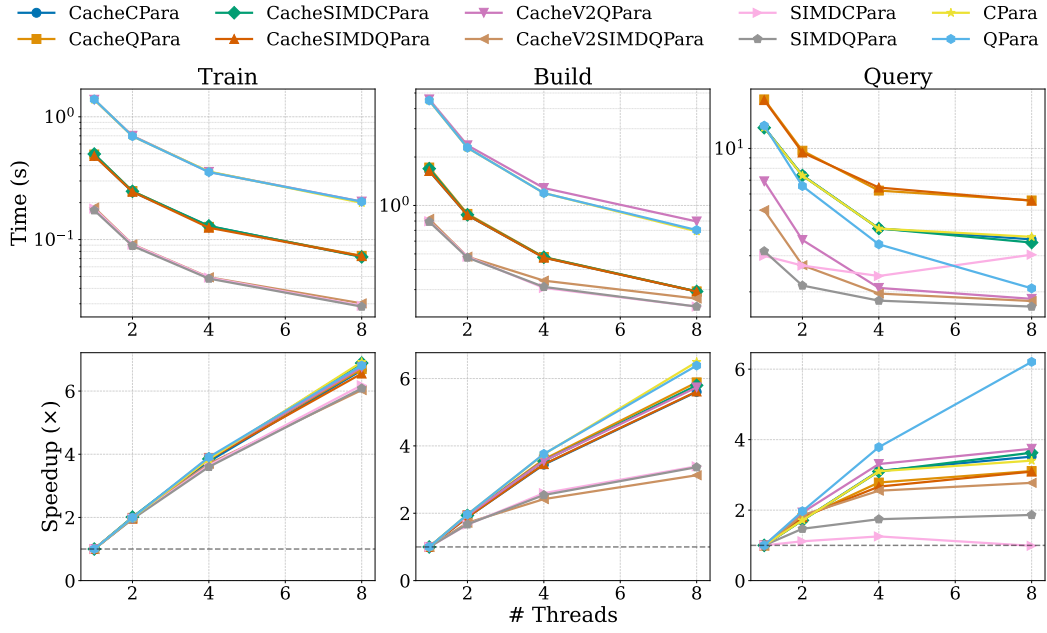 CacheCPara CacheSIMDCPara CacheV2QPara SIMDCPara CPara
CacheQPara CacheSIMDQPara CacheV2SIMDQPara SIMDQPara QPara
Train Build Query
Time (s)
10⁰
10⁻¹
2 4 6 8
10⁰
2 4 6 8
10¹
2 4 6 8
Speedup (×)
6
4
2
0
2 4 6 8
6
4
2
0
2 4 6 8
6
4
2
0
2 4 6 8
# Threads